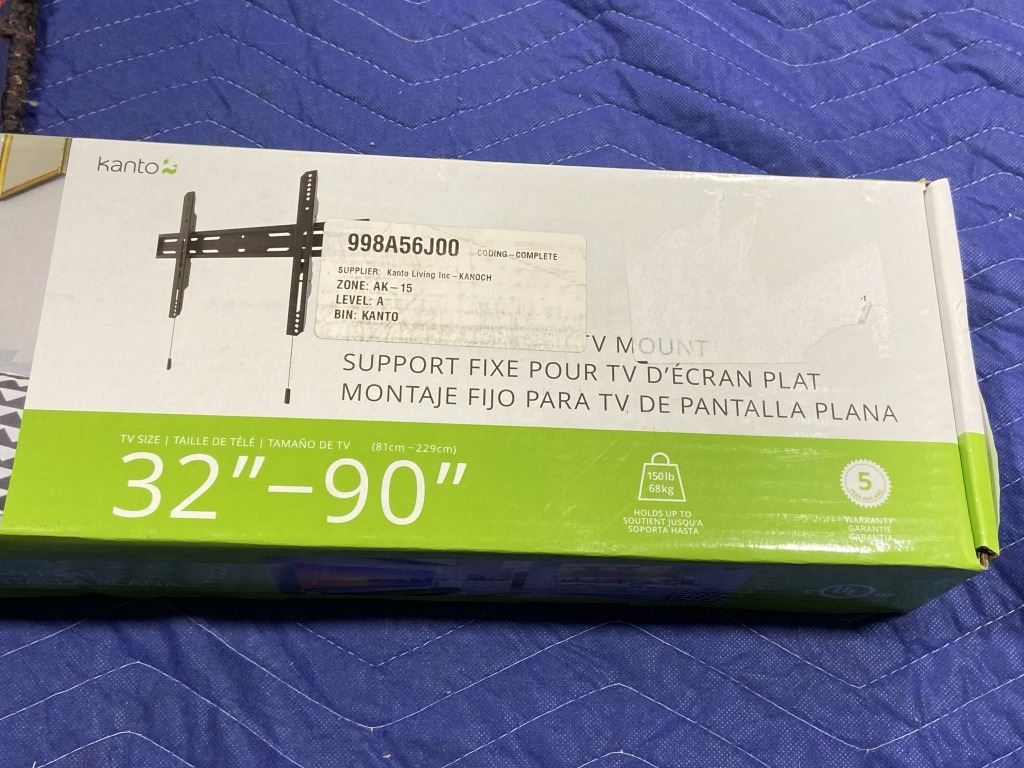 kanto
998A56J00 CODING-COMPLETE
SUPPLIER: Kanto Living Inc-KANOCH
ZONE: AK-15
LEVEL: A
BIN: KANTO
TV MOUNT
SUPPORT FIXE POUR TV D'ÉCRAN PLAT
MONTAJE FIJO PARA TV DE PANTALLA PLANA
TV SIZE | TAILLE DE TÉLÉ | TAMAÑO DE TV (81cm-229cm)
32"-90"
150lb
68kg
HOLDS UP TO
SOUTIENT JUSQU'A
SOPORTA HASTA
5
WARRANTY
GARANTIE
GARANTIA
UL